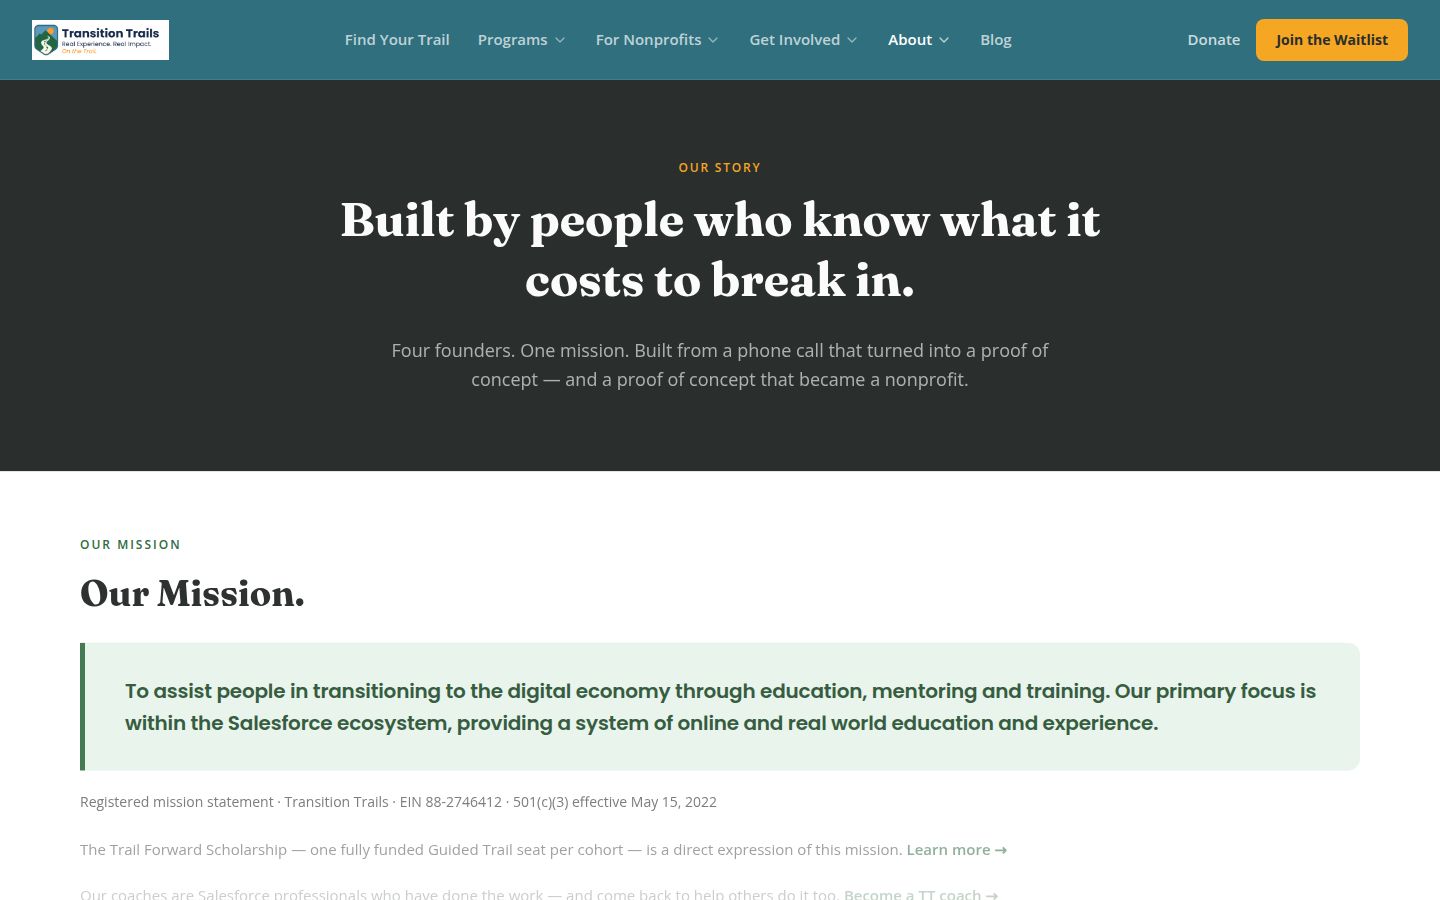 Transition Trails
Real Experience. Real Impact.
On the Trail
Find Your Trail
Programs
For Nonprofits
Get Involved
About
Blog
Donate
Join the Waitlist
OUR STORY
Built by people who know what it
costs to break in.
Four founders. One mission. Built from a phone call that turned into a proof of
concept — and a proof of concept that became a nonprofit.
OUR MISSION
Our Mission.
To assist people in transitioning to the digital economy through education, mentoring and training. Our primary focus is
within the Salesforce ecosystem, providing a system of online and real world education and experience.
Registered mission statement · Transition Trails · EIN 88-2746412 · 501(c)(3) effective May 15, 2022
The Trail Forward Scholarship — one fully funded Guided Trail seat per cohort — is a direct expression of this mission. Learn more →
Our coaches are Salesforce professionals who have done the work — and come back to help others do it too. Become a TT coach →